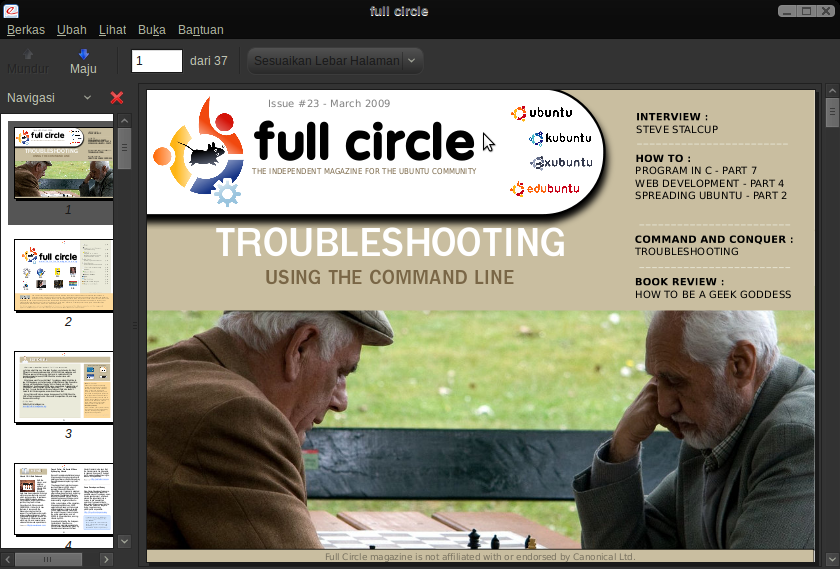 full circle
Berkas Ubah Lihat Buka Bantuan
Mundur Maju 1 dari 37 Sesuaikan Lebar Halaman
Navigasi
1
full circle
2
3
4
Issue #23 - March 2009
full circle
THE INDEPENDENT MAGAZINE FOR THE UBUNTU COMMUNITY
ubuntu
kubuntu
xubuntu
edubuntu
TROUBLESHOOTING
USING THE COMMAND LINE
INTERVIEW :
STEVE STALCUP
HOW TO :
PROGRAM IN C - PART 7
WEB DEVELOPMENT - PART 4
SPREADING UBUNTU - PART 2
COMMAND AND CONQUER :
TROUBLESHOOTING
BOOK REVIEW :
HOW TO BE A GEEK GODDESS
Full Circle magazine is not affiliated with or endorsed by Canonical Ltd.